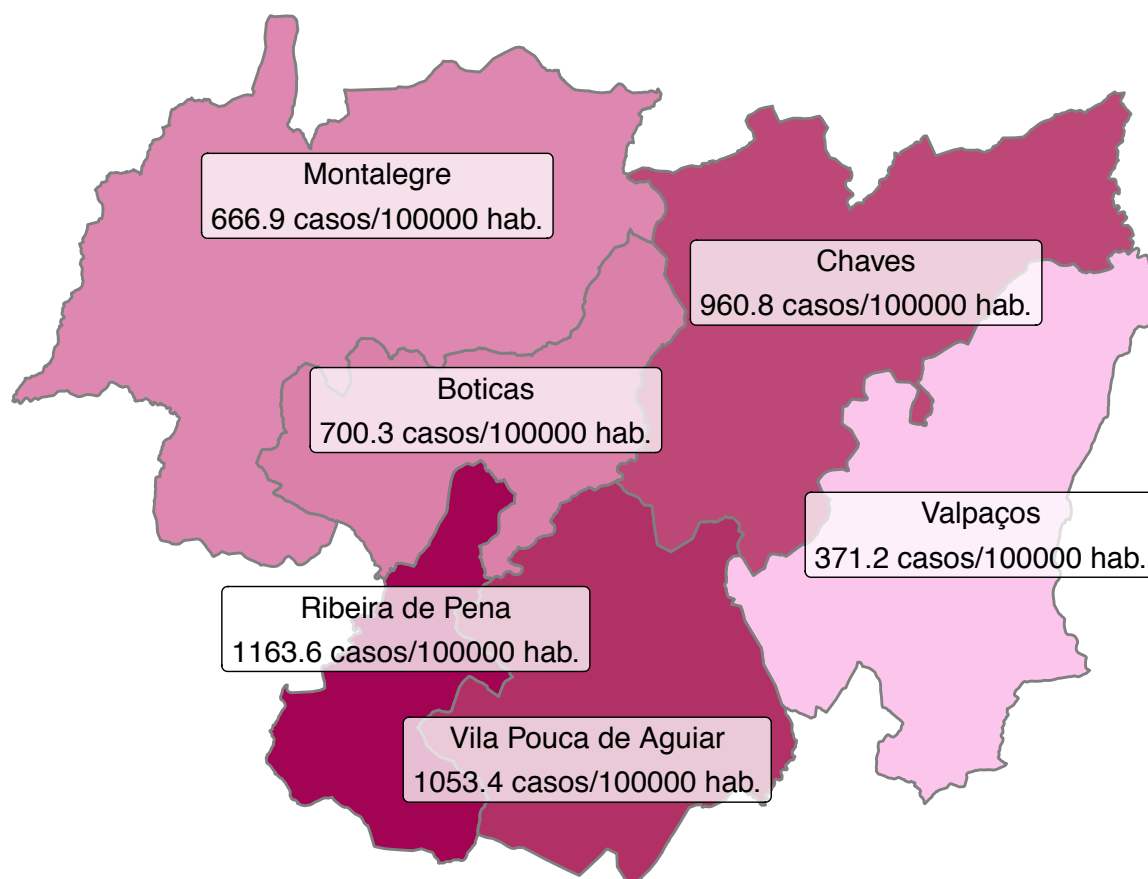 Montalegre
666.9 casos/100000 hab.
Chaves
960.8 casos/100000 hab.
Boticas
700.3 casos/100000 hab.
Valpaços
371.2 casos/100000 hab.
Ribeira de Pena
1163.6 casos/100000 hab.
Vila Pouca de Aguiar
1053.4 casos/100000 hab.